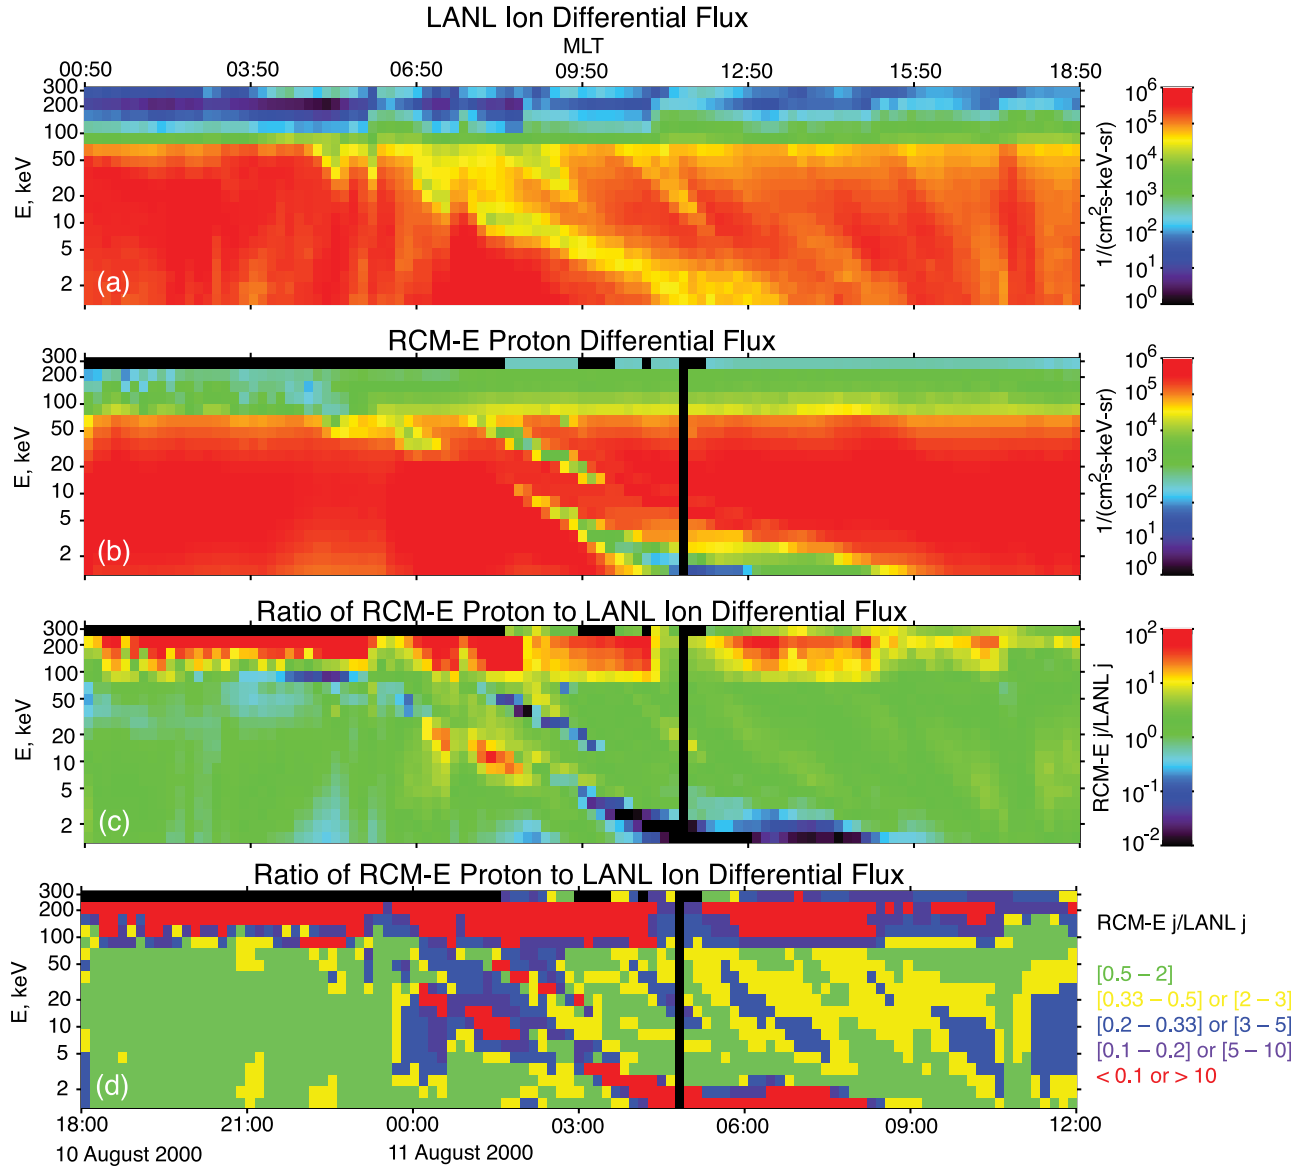 LANL Ion Differential Flux
MLT
00:50 03:50 06:50 09:50 12:50 15:50 18:50
300
200
100
50
20
10
5
2
E, keV
(a)
10^6
10^5
10^4
10^3
10^2
10^1
10^0
1/(cm^2s-keV-sr)
RCM-E Proton Differential Flux
300
200
100
50
20
10
5
2
E, keV
(b)
10^6
10^5
10^4
10^3
10^2
10^1
10^0
1/(cm^2s-keV-sr)
Ratio of RCM-E Proton to LANL Ion Differential Flux
300
200
100
50
20
10
5
2
E, keV
(c)
10^2
10^1
10^0
10^-1
10^-2
RCM-E j/LANL j
Ratio of RCM-E Proton to LANL Ion Differential Flux
300
200
100
50
20
10
5
2
E, keV
(d)
RCM-E j/LANL j
[0.5 – 2]
[0.33 – 0.5] or [2 – 3]
[0.2 – 0.33] or [3 – 5]
[0.1 – 0.2] or [5 – 10]
< 0.1 or > 10
18:00 21:00 00:00 03:00 06:00 09:00 12:00
10 August 2000 11 August 2000